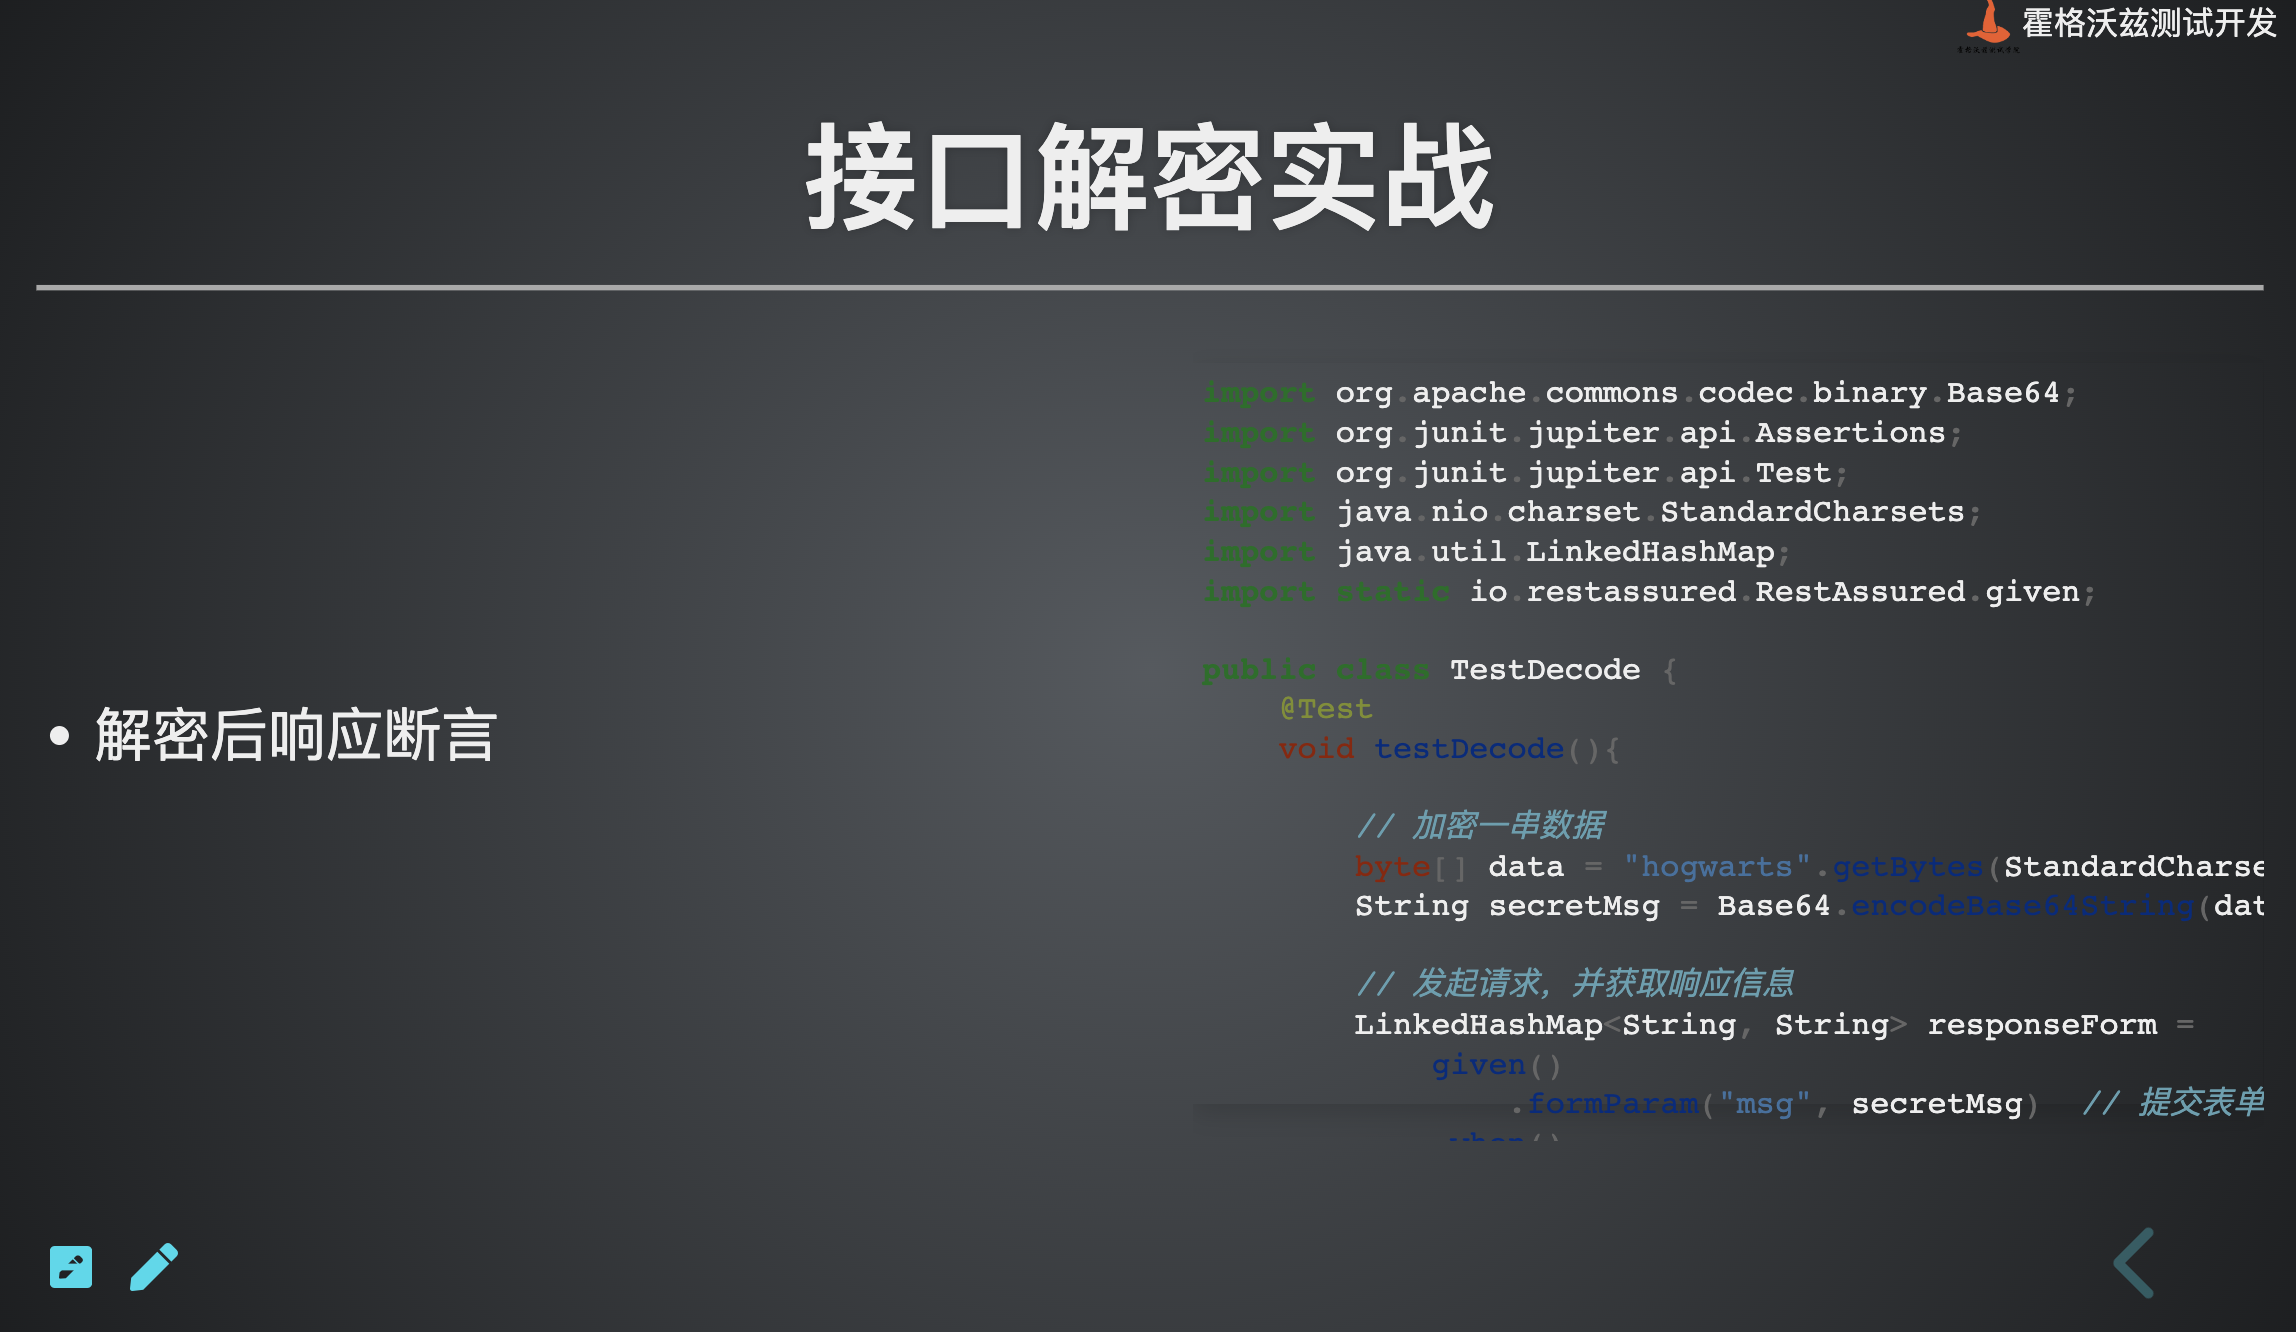 霍格沃兹测试开发
接口解密实战
• 解密后响应断言
import org.apache.commons.codec.binary.Base64;
import org.junit.jupiter.api.Assertions;
import org.junit.jupiter.api.Test;
import java.nio.charset.StandardCharsets;
import java.util.LinkedHashMap;
import static io.restassured.RestAssured.given;
public class TestDecode {
@Test
void testDecode(){
// 加密一串数据
byte[] data = "hogwarts".getBytes(StandardCharse
String secretMsg = Base64.encodeBase64String(dat
// 发起请求，并获取响应信息
LinkedHashMap<String, String> responseForm =
given()
.formParam("msg", secretMsg)  // 提交表单